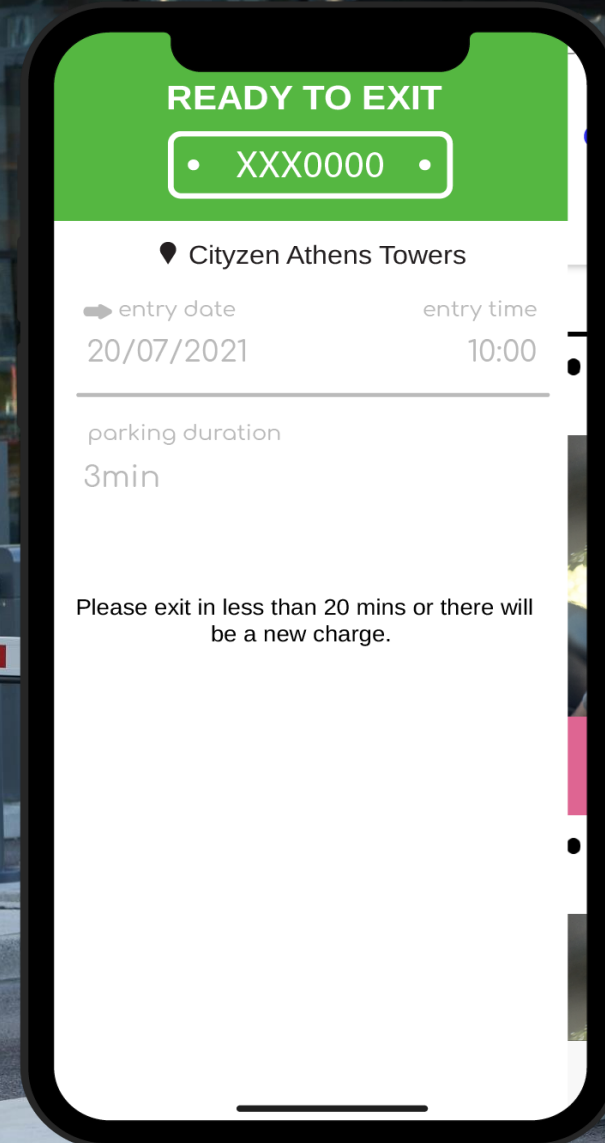 READY TO EXIT
XXX0000
Cityzen Athens Towers
entry date entry time
20/07/2021 10:00
parking duration
3min
Please exit in less than 20 mins or there will
be a new charge.